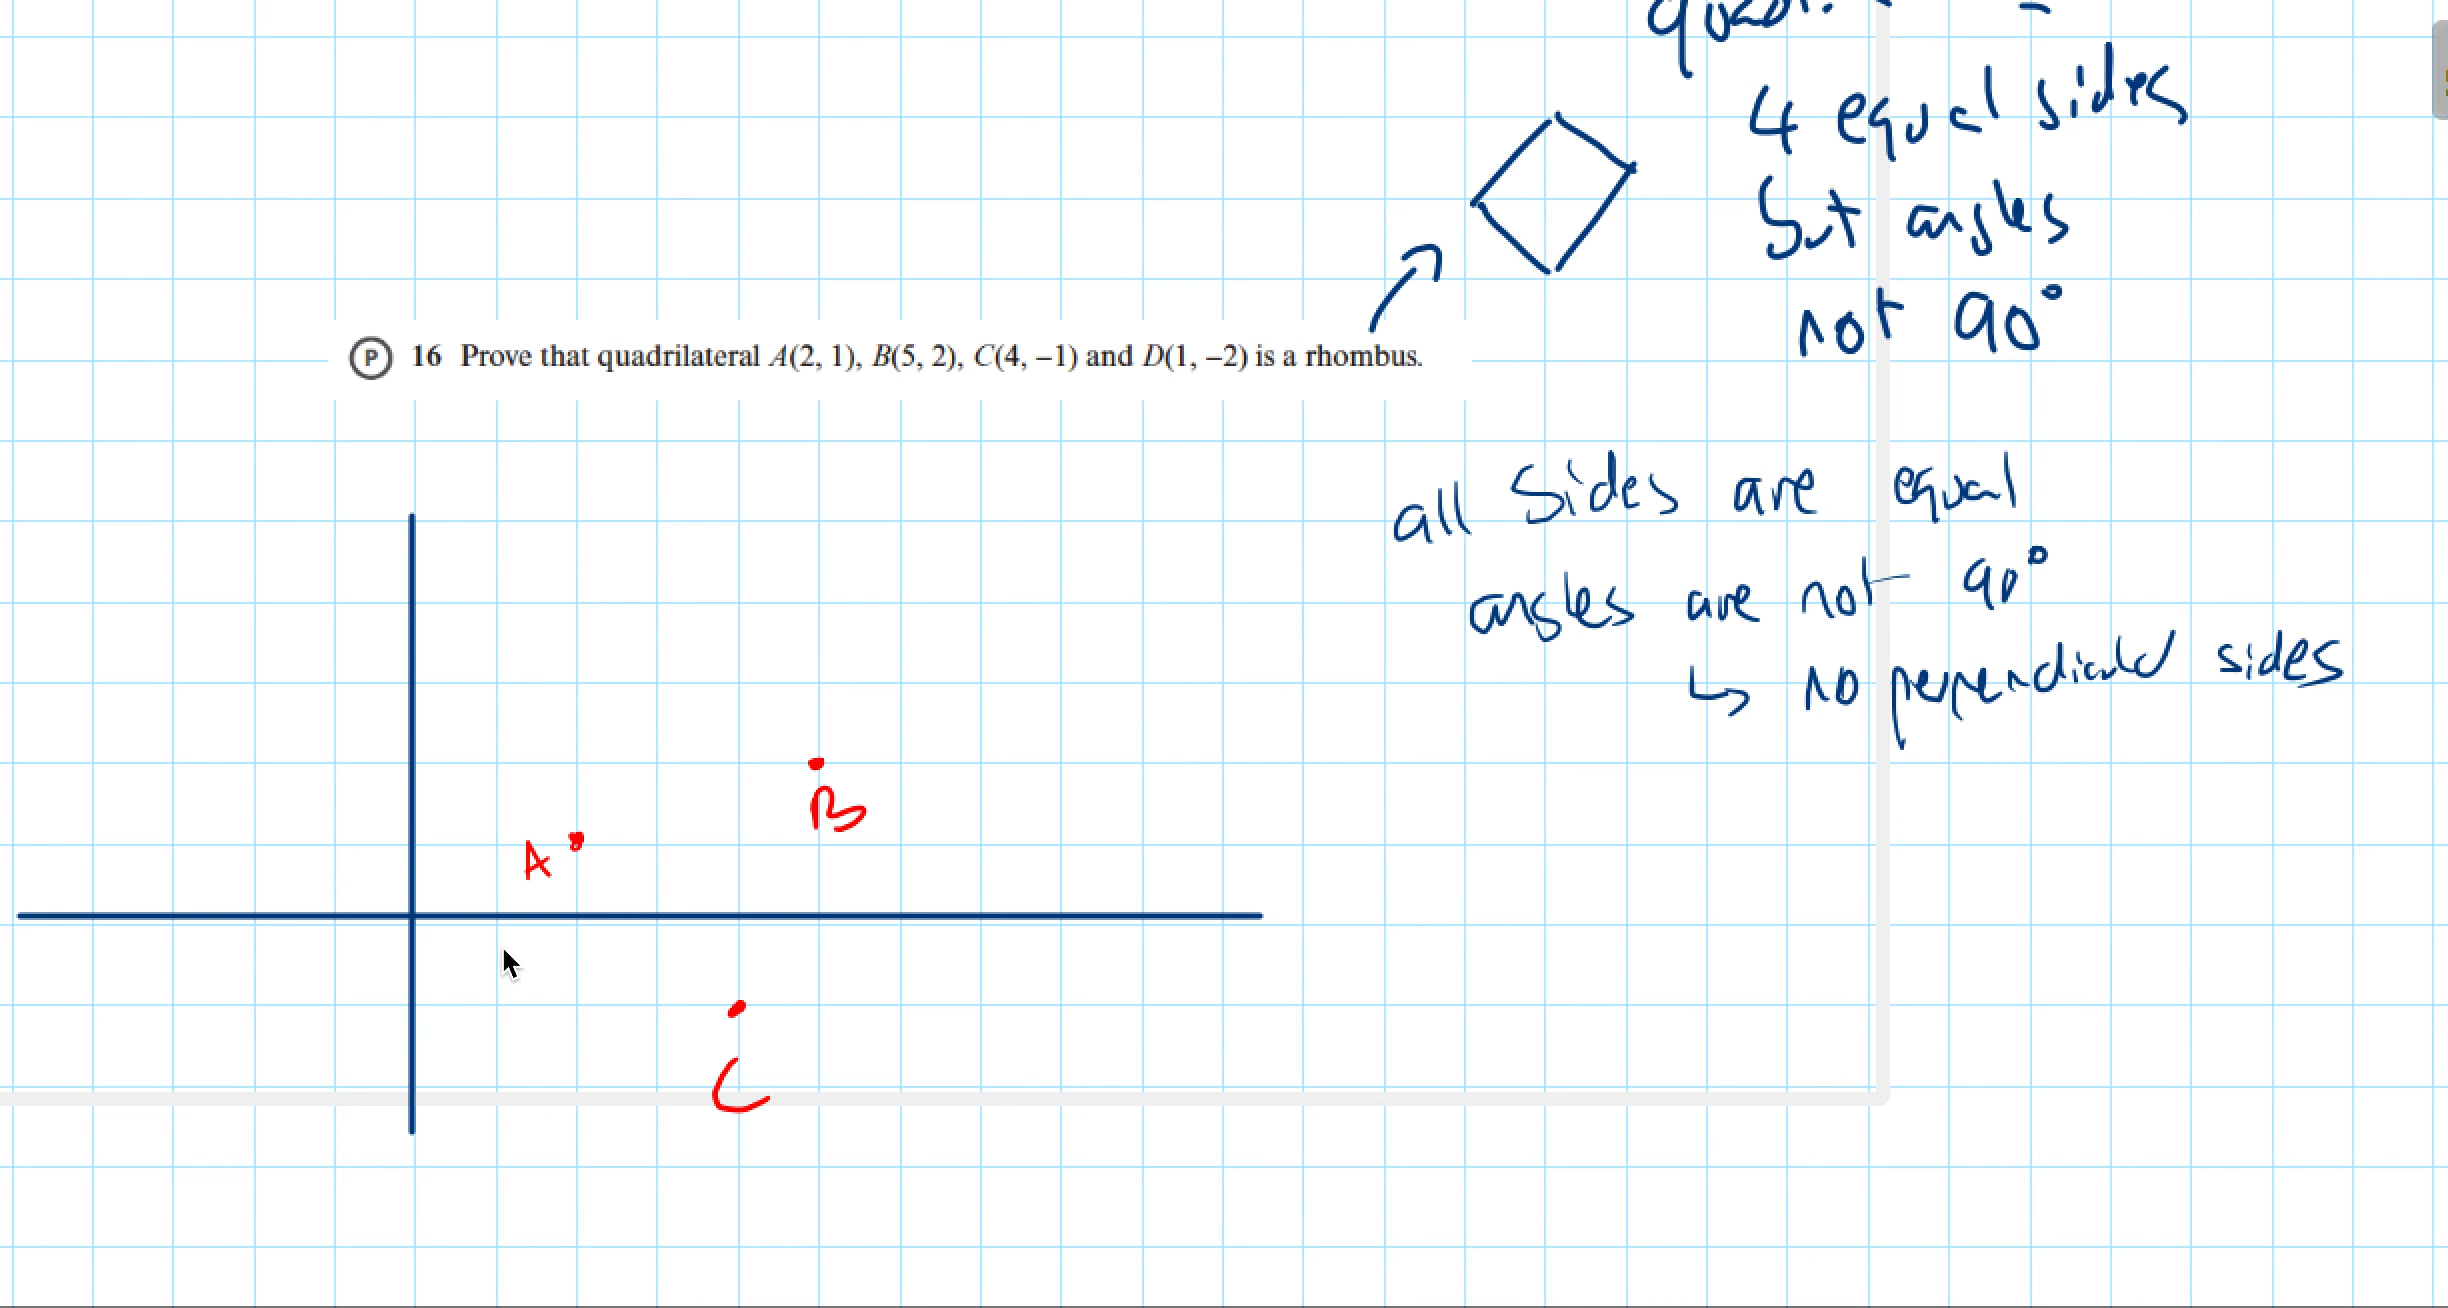 quad.
4 equal sides
but angles
not 90°
P 16 Prove that quadrilateral A(2, 1), B(5, 2), C(4, −1) and D(1, −2) is a rhombus.
all sides are equal
angles are not 90°
↳ no sides
B
A
C